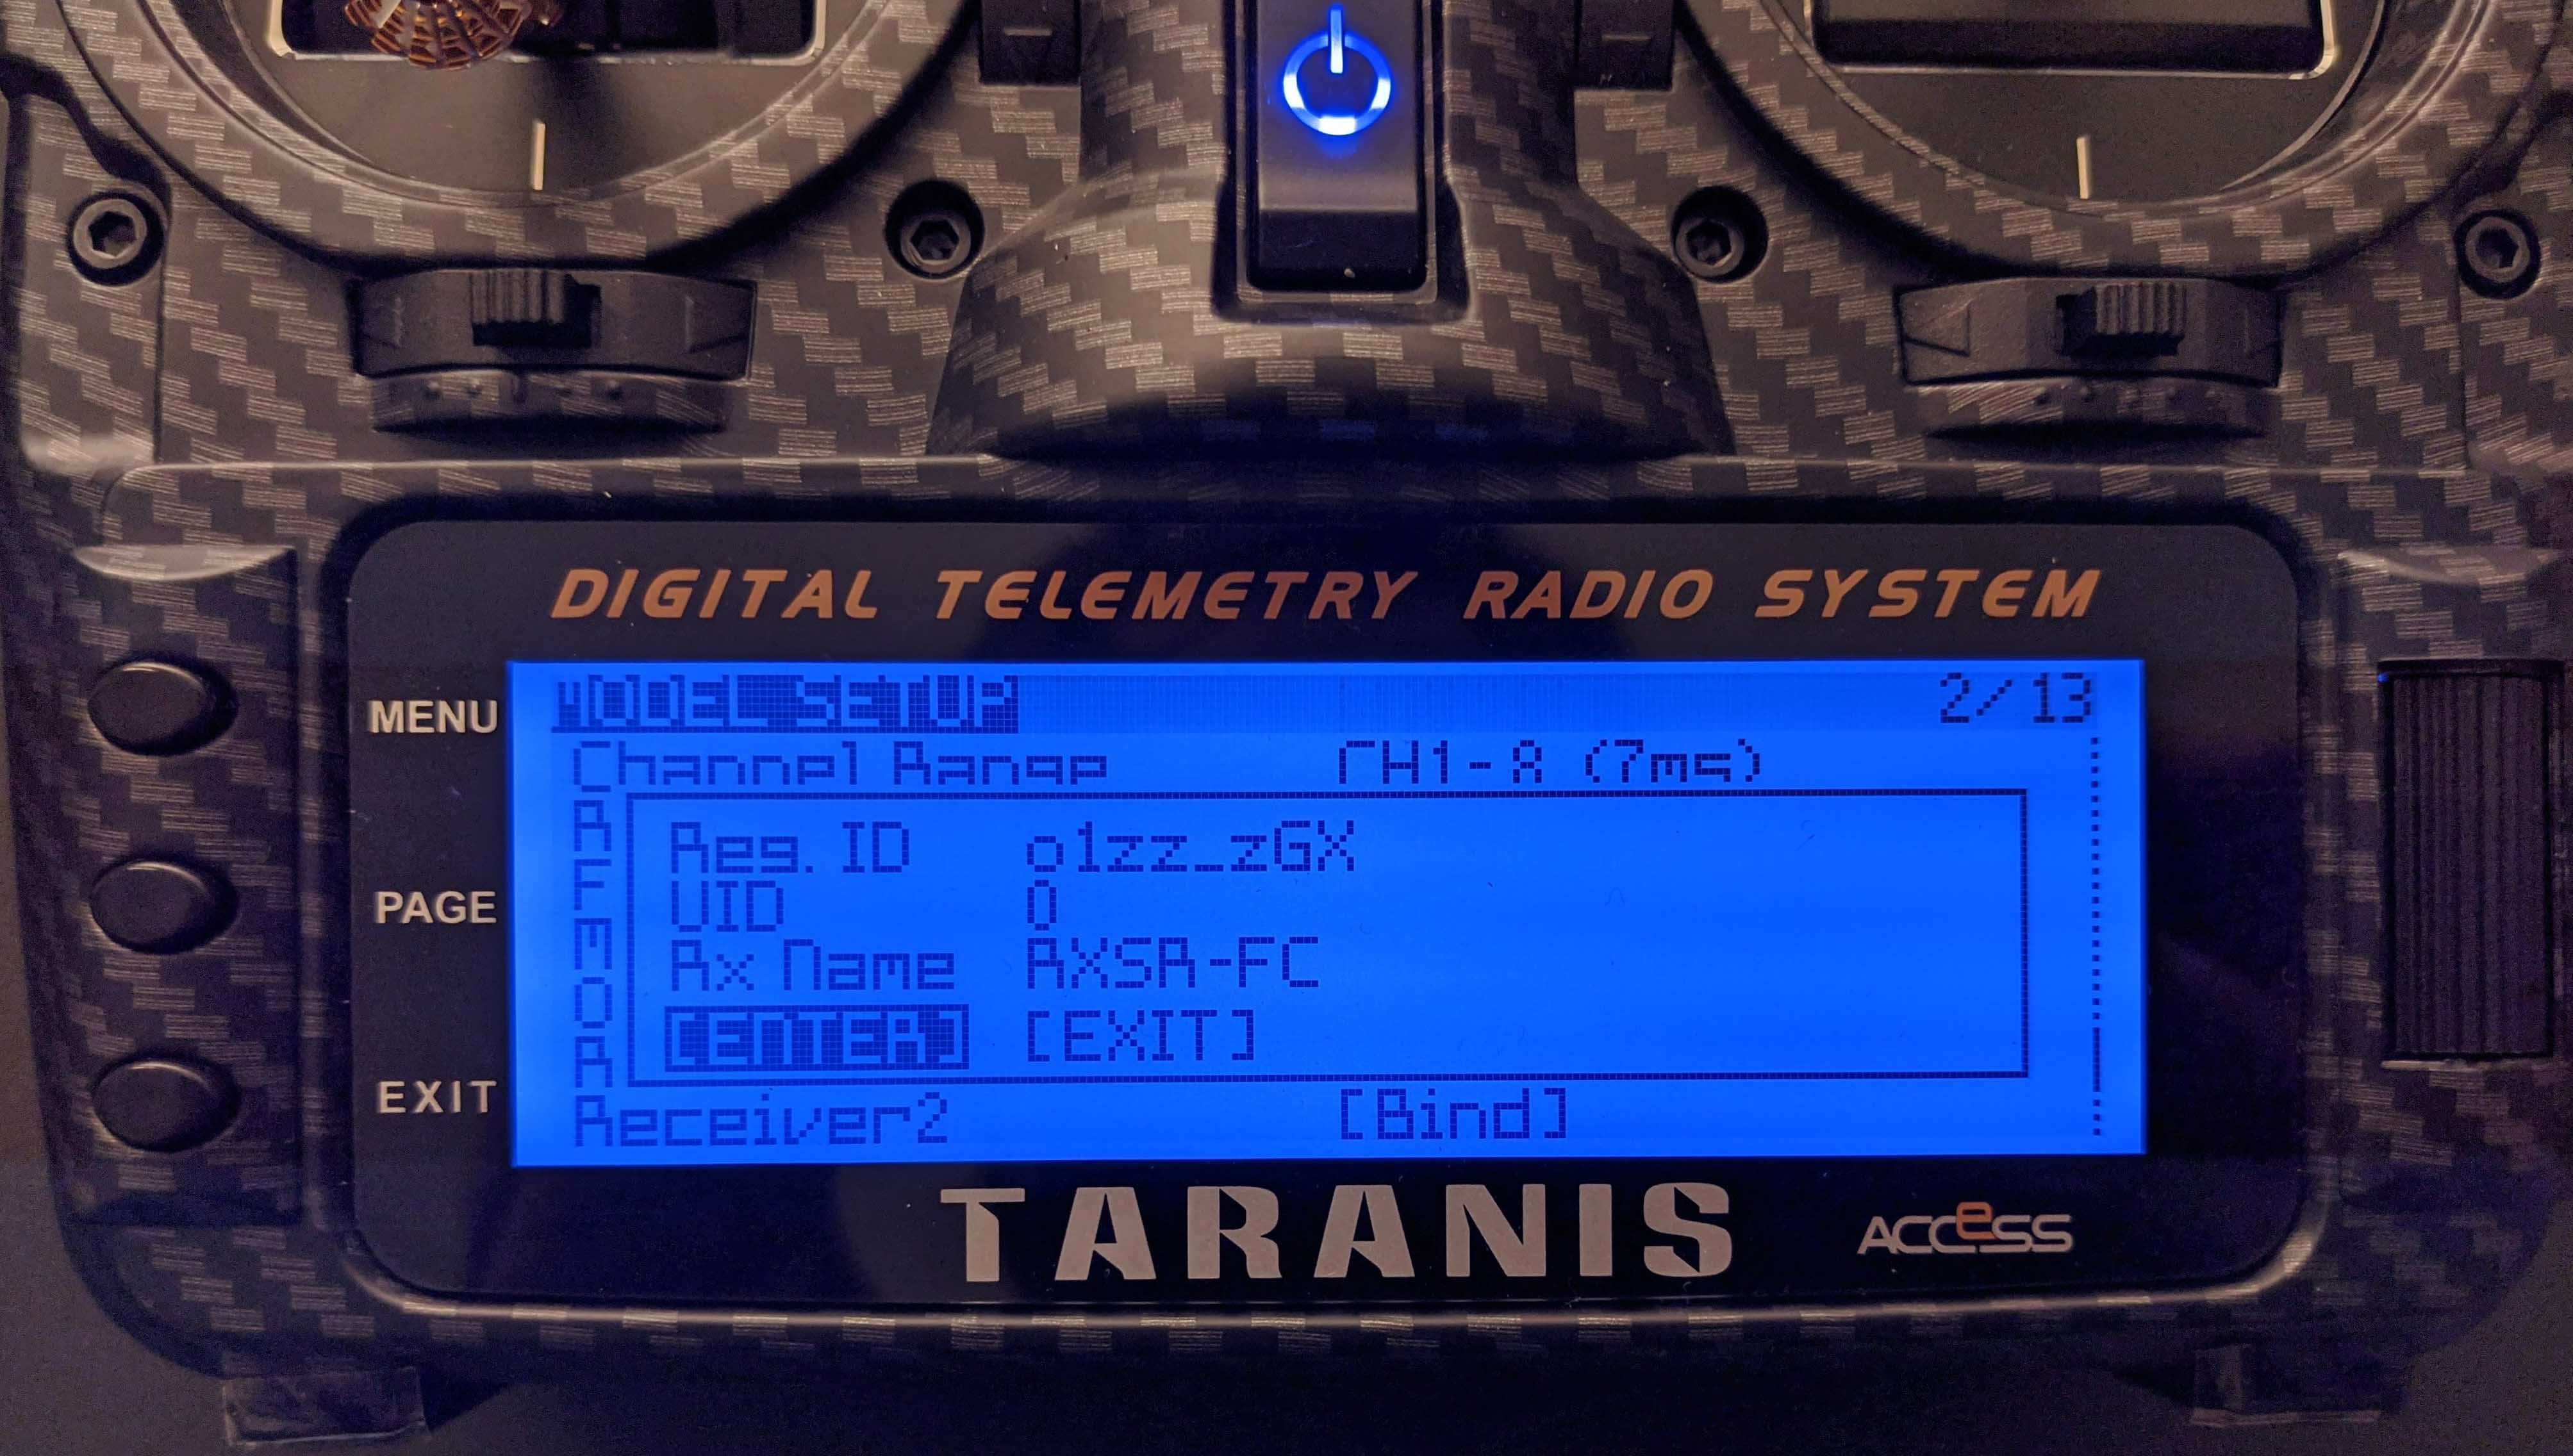 DIGITAL TELEMETRY RADIO SYSTEM
MODEL SETUP 2/13
MENU
Channel Range CH1-8 (7ms)
Reg. ID o1zz_zGX
PAGE
UID 0
Rx Name RXSR-FC
[ENTER] [EXIT]
EXIT
Receiver2 [Bind]
TARANIS
ACCeSS